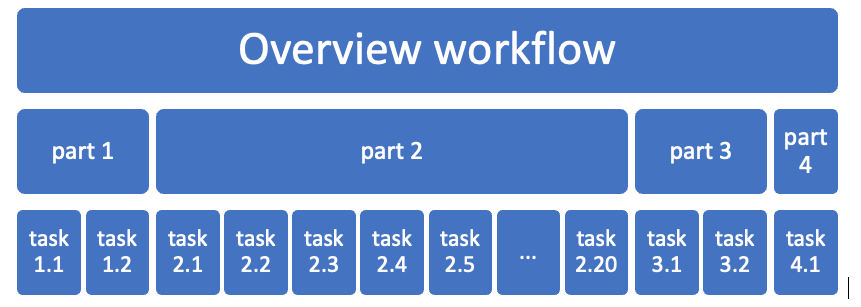 Overview workflow
part 1
part 2
part 3
part
4
task
1.1
task
1.2
task
2.1
task
2.2
task
2.3
task
2.4
task
2.5
...
task
2.20
task
3.1
task
3.2
task
4.1